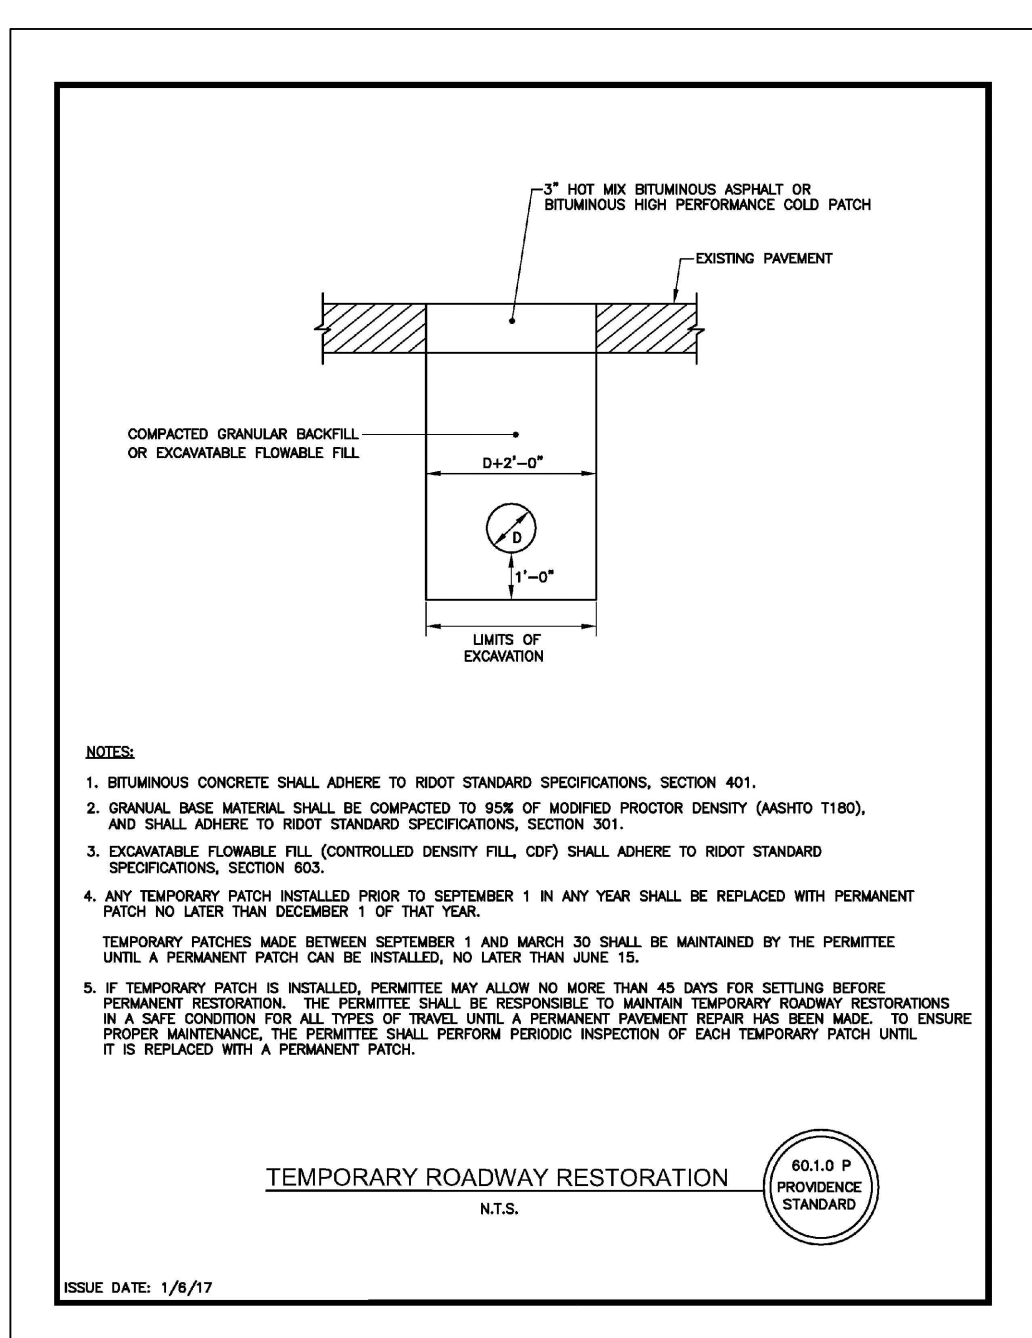 3" HOT MIX BITUMINOUS ASPHALT OR
BITUMINOUS HIGH PERFORMANCE COLD PATCH
EXISTING PAVEMENT
COMPACTED GRANULAR BACKFILL
OR EXCAVATABLE FLOWABLE FILL
D+2'-0"
D
1'-0"
LIMITS OF
EXCAVATION
NOTES:
1. BITUMINOUS CONCRETE SHALL ADHERE TO RIDOT STANDARD SPECIFICATIONS, SECTION 401.
2. GRANUAL BASE MATERIAL SHALL BE COMPACTED TO 95% OF MODIFIED PROCTOR DENSITY (AASHTO T180),
AND SHALL ADHERE TO RIDOT STANDARD SPECIFICATIONS, SECTION 301.
3. EXCAVATABLE FLOWABLE FILL (CONTROLLED DENSITY FILL, CDF) SHALL ADHERE TO RIDOT STANDARD
SPECIFICATIONS, SECTION 603.
4. ANY TEMPORARY PATCH INSTALLED PRIOR TO SEPTEMBER 1 IN ANY YEAR SHALL BE REPLACED WITH PERMANENT
PATCH NO LATER THAN DECEMBER 1 OF THAT YEAR.
TEMPORARY PATCHES MADE BETWEEN SEPTEMBER 1 AND MARCH 30 SHALL BE MAINTAINED BY THE PERMITTEE
UNTIL A PERMANENT PATCH CAN BE INSTALLED, NO LATER THAN JUNE 15.
5. IF TEMPORARY PATCH IS INSTALLED, PERMITTEE MAY ALLOW NO MORE THAN 45 DAYS FOR SETTLING BEFORE
PERMANENT RESTORATION. THE PERMITTEE SHALL BE RESPONSIBLE TO MAINTAIN TEMPORARY ROADWAY RESTORATIONS
IN A SAFE CONDITION FOR ALL TYPES OF TRAVEL UNTIL A PERMANENT PAVEMENT REPAIR HAS BEEN MADE. TO ENSURE
PROPER MAINTENANCE, THE PERMITTEE SHALL PERFORM PERIODIC INSPECTION OF EACH TEMPORARY PATCH UNTIL
IT IS REPLACED WITH A PERMANENT PATCH.
TEMPORARY ROADWAY RESTORATION
N.T.S.
60.1.0 P
PROVIDENCE
STANDARD
ISSUE DATE: 1/6/17